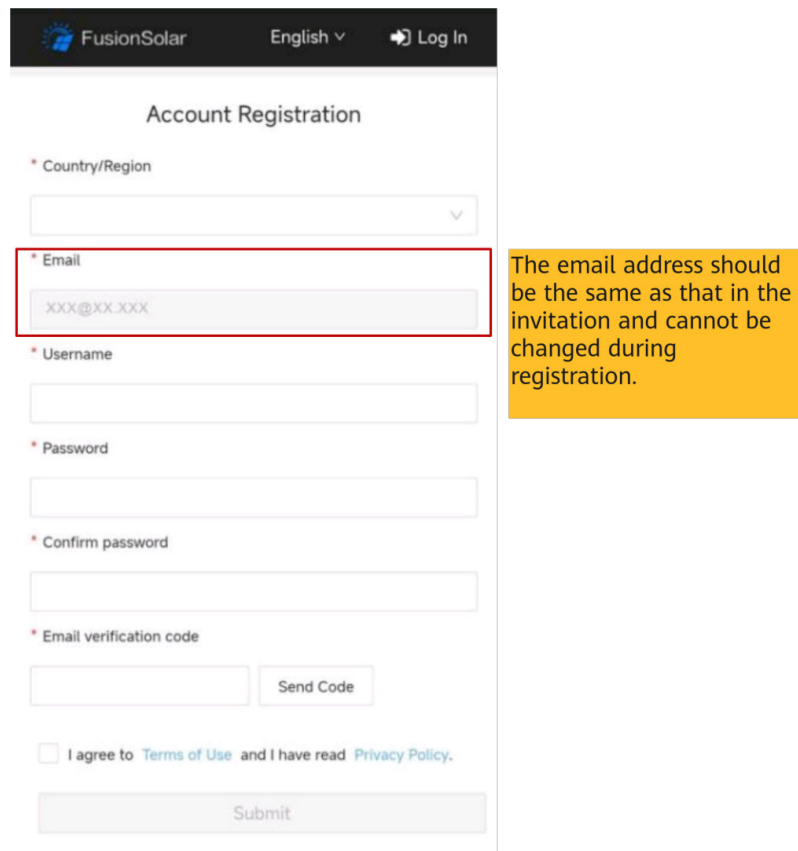 FusionSolar English Log In
Account Registration
* Country/Region
* Email
XXX@XX.XXX
The email address should
be the same as that in the
invitation and cannot be
changed during
registration.
* Username
* Password
* Confirm password
* Email verification code
Send Code
I agree to Terms of Use and I have read Privacy Policy.
Submit